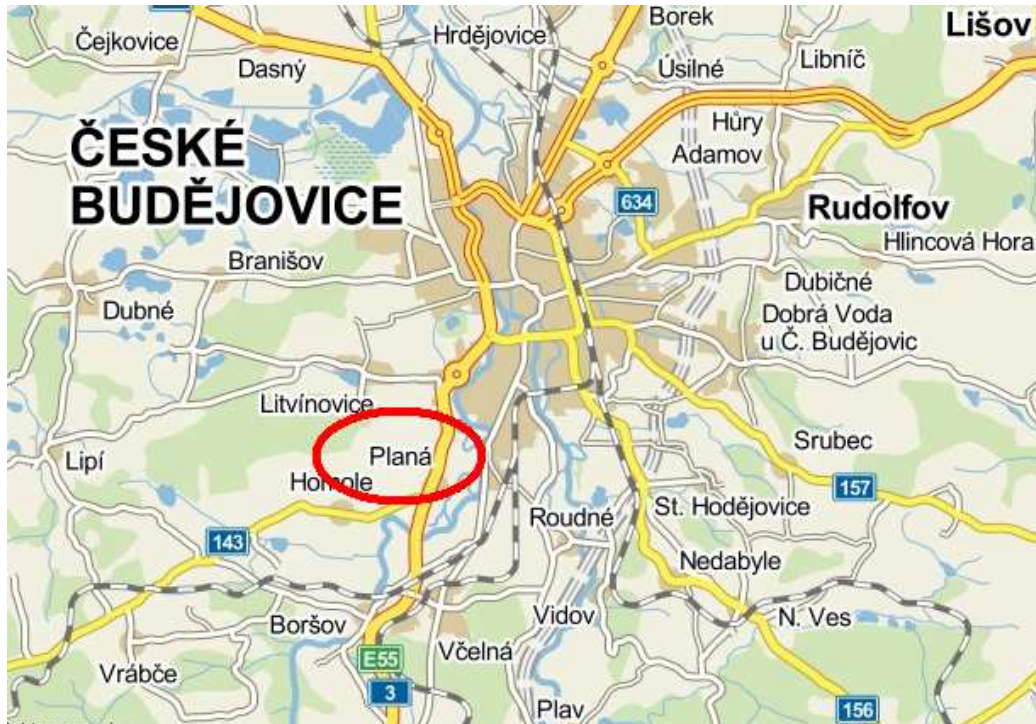 Borek
Lišov
Hrdějovice
Čejkovice
Libníč
Úsilné
Dasný
Hůry
Adamov
ČESKÉ
BUDĚJOVICE
634
Rudolfov
Hlincová Hora
Branišov
Dubičné
Dubné
Dobrá Voda
u Č. Budějovic
Litvínovice
Srubec
Planá
Lipí
Homole
157
St. Hodějovice
Roudné
143
Nedabyle
Vidov
N. Ves
Boršov
Včelná
E55
Vrábče
3
Plav
156